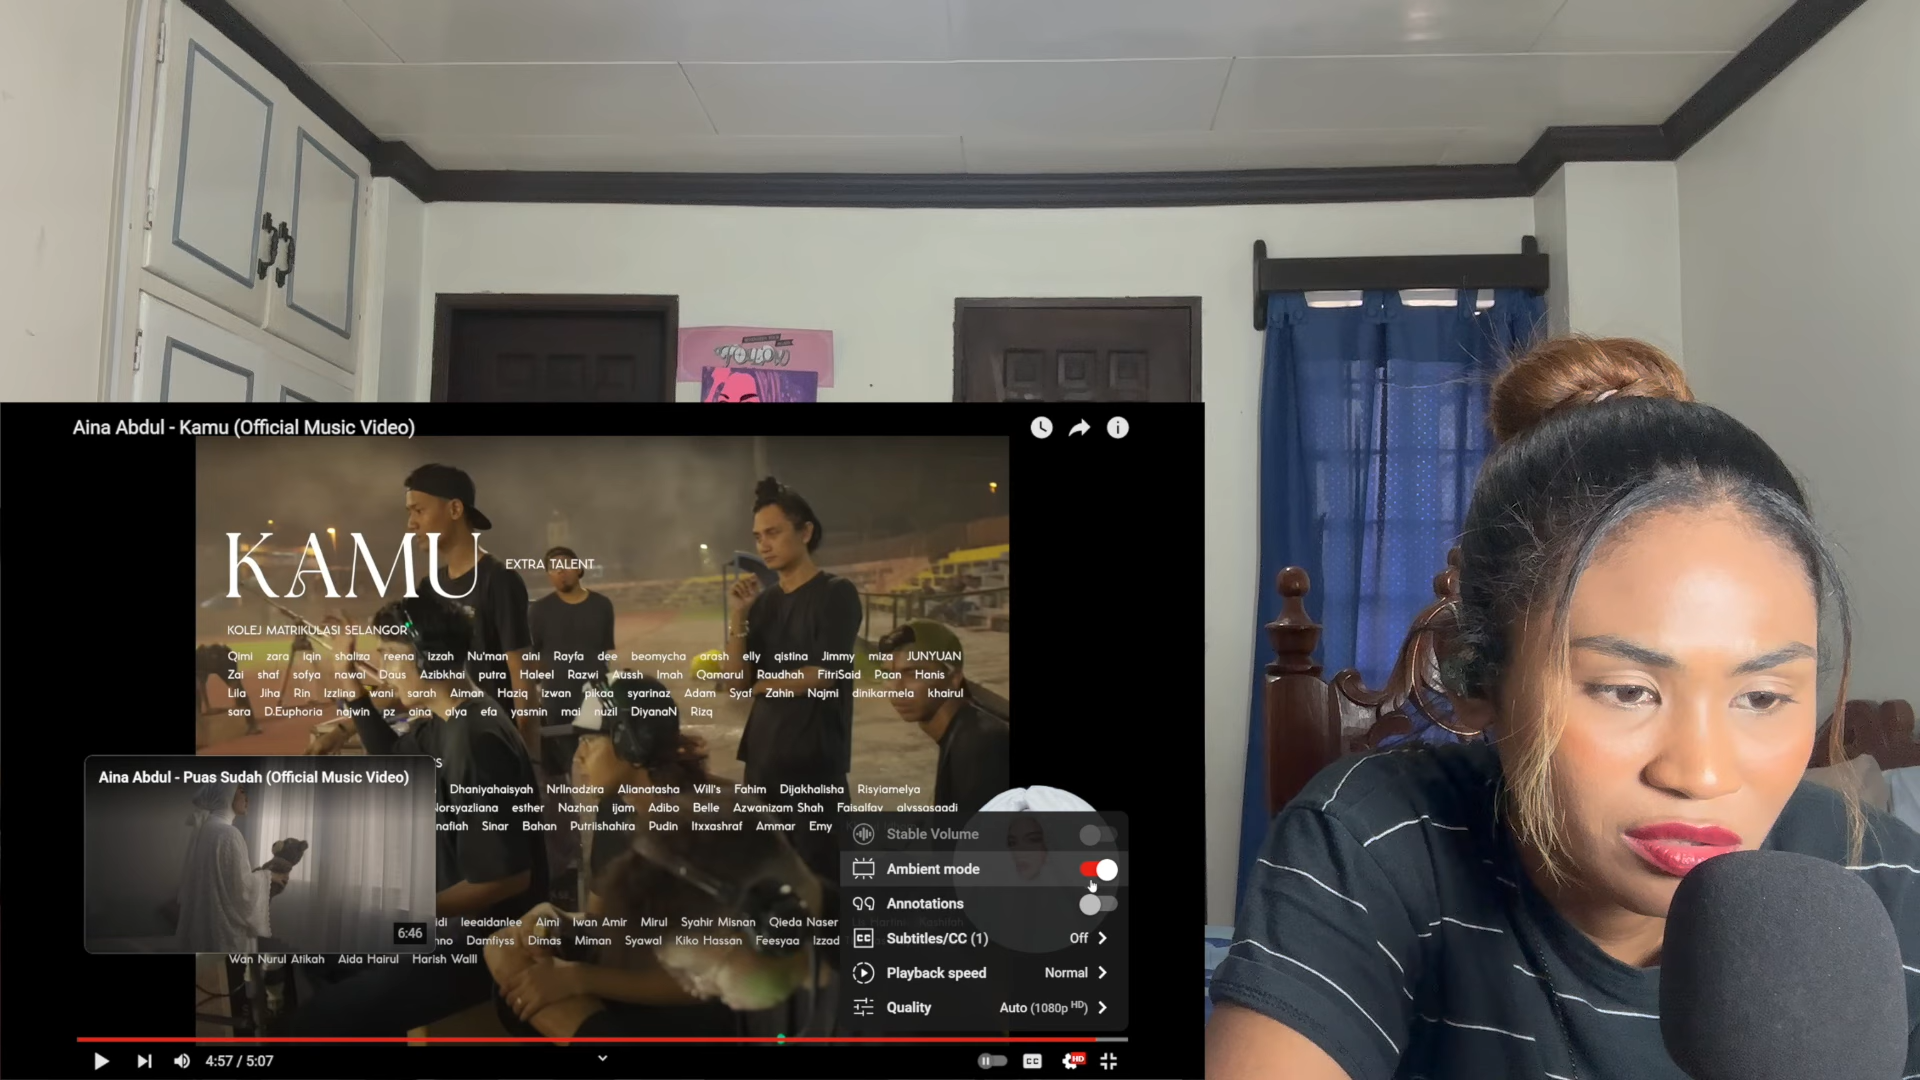 Aina Abdul - Kamu (Official Music Video)
KAMU
EXTRA TALENT
KOLEJ MATRIKULASI SELANGOR
Qimi zara iqin shaliza reena izzah Nu'man aini Rayfa dee beomycha arash elly qistina Jimmy miza JUNYUAN
Zai shaf sofya nawal Daus Azibkhai putra Haleel Razwi Aussh Imah Qamarul Raudhah FitriSaid Paan Hanis
Lila Jiha Rin Izzlina wani sarah Aiman Haziq izwan pikaa syarinaz Adam Syaf Zahin Najmi dinikarmela khairul
sara D.Euphoria najwin pz aina alya efa yasmin mai nuzil DiyanaN Rizq
Aina Abdul - Puas Sudah (Official Music Video)
6:46
Dhaniyahaisyah Nrllnadzira Alianatasha Will's Fahim Dijakhalisha Risyiamelya
esther Nazhan ijam Adibo Belle Azwanizam Shah Faisalfav alyssasaadi
Sinar Bahan Putriishahira Pudin Itxxashraf Ammar Emy
leeaidanlee Aimi Iwan Amir Mirul Syahir Misnan Qieda Naser
Damfiyss Dimas Miman Syawal Kiko Hassan Feesyaa Izzad
Wan Nurul Atikah Aida Hairul Harish Walll
Stable Volume
Ambient mode
Annotations
Subtitles/CC (1) Off
Playback speed Normal
Quality Auto (1080p HD)
4:57 / 5:07
CC
HD